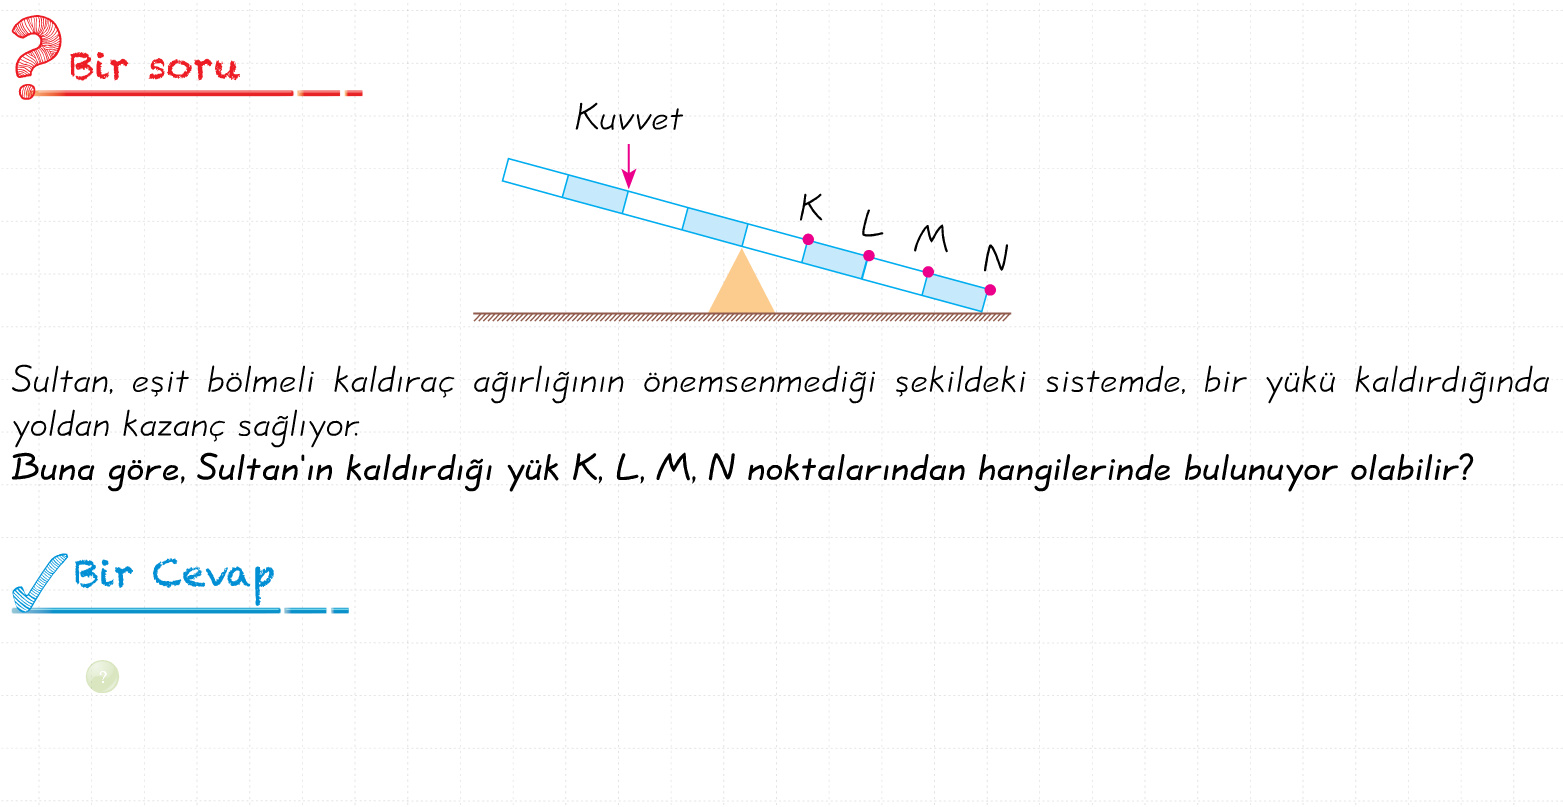 ?
Bir soru
Kuvvet
K
L
M
N
Sultan, eşit bölmeli kaldıraç ağırlığının önemsenmediği şekildeki sistemde, bir yükü kaldırdığında
yoldan kazanç sağlıyor.
Buna göre, Sultan'ın kaldırdığı yük K, L, M, N noktalarından hangilerinde bulunuyor olabilir?
Bir Cevap
?